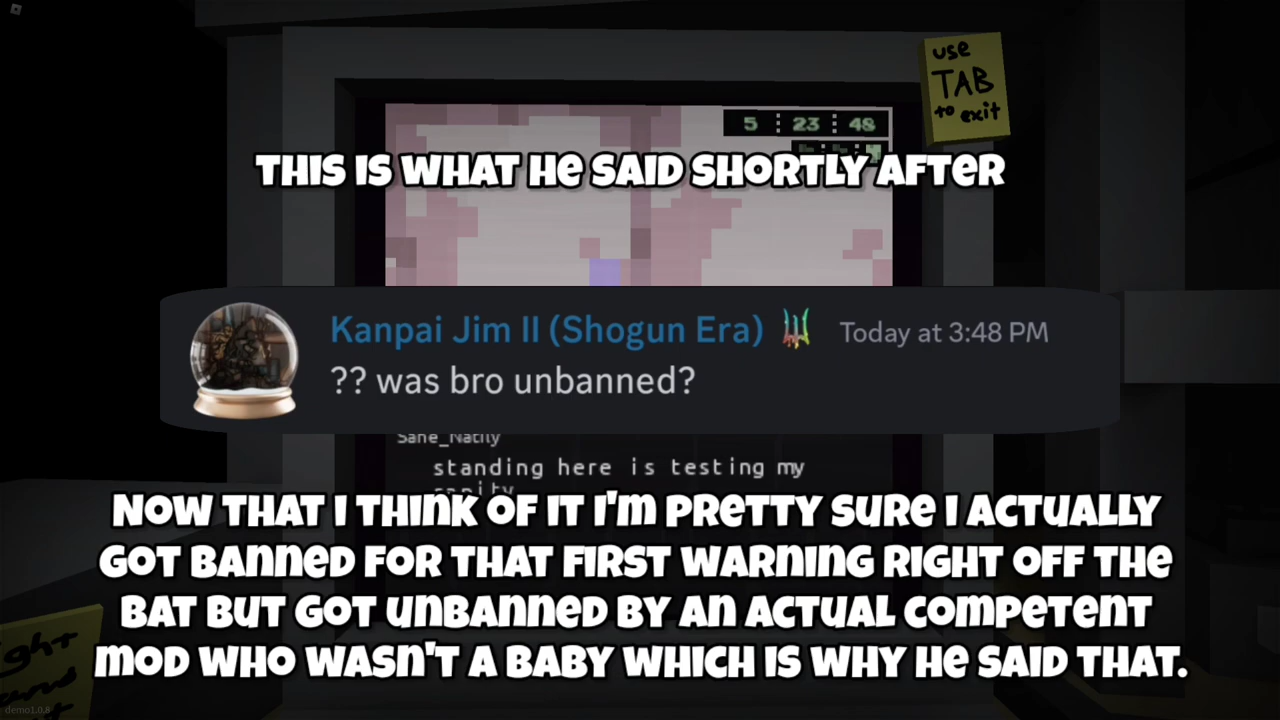 use
TAB
to exit
5 : 23 : 48
THIS IS WHAT HE SAID SHORTLY AFTER
Kanpai Jim II (Shogun Era) Today at 3:48 PM
?? was bro unbanned?
Sane_Natily
standing here is testing my
sanity
NOW THAT I THINK OF IT I'M PRETTY SURE I ACTUALLY
GOT BANNED FOR THAT FIRST WARNING RIGHT OFF THE
BAT BUT GOT UNBANNED BY AN ACTUAL COMPETENT
MOD WHO WASN'T A BABY WHICH IS WHY HE SAID THAT.
demo1.0.8